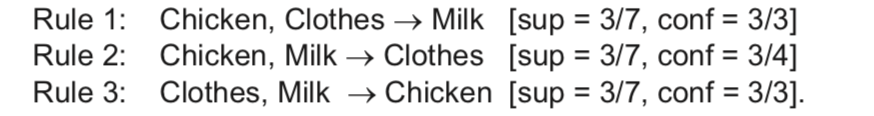 Rule 1: Chicken, Clothes → Milk [sup = 3/7, conf = 3/3]
Rule 2: Chicken, Milk → Clothes [sup = 3/7, conf = 3/4]
Rule 3: Clothes, Milk → Chicken [sup = 3/7, conf = 3/3].